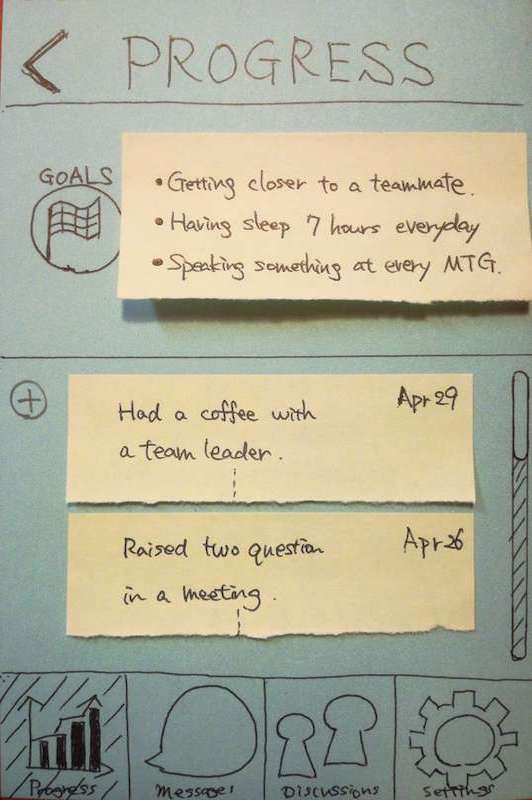 PROGRESS
GOALS
• Getting closer to a teammate.
• Having sleep 7 hours everyday
• Speaking something at every MTG.
Apr 29
Had a coffee with
a team leader.
Apr 26
Raised two question
in a meeting.
Progress
Messages
Discussions
Settings